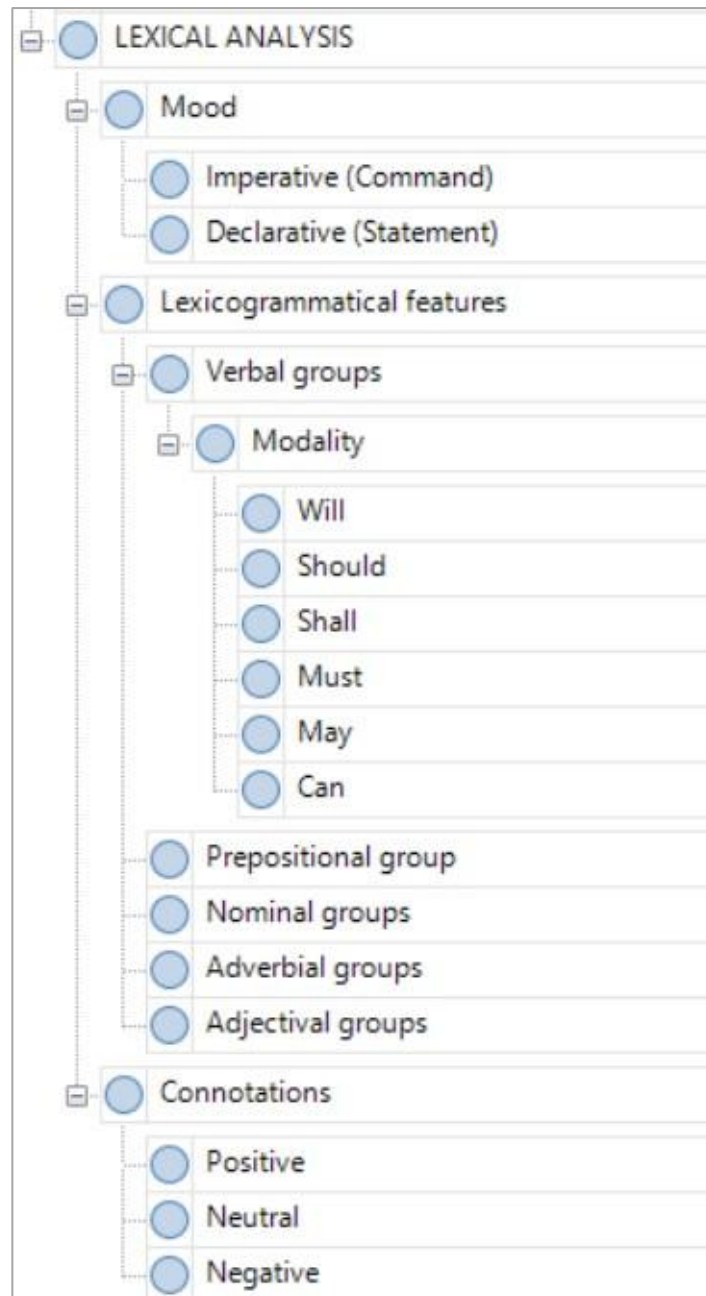 LEXICAL ANALYSIS
Mood
Imperative (Command)
Declarative (Statement)
Lexicogrammatical features
Verbal groups
Modality
Will
Should
Shall
Must
May
Can
Prepositional group
Nominal groups
Adverbial groups
Adjectival groups
Connotations
Positive
Neutral
Negative